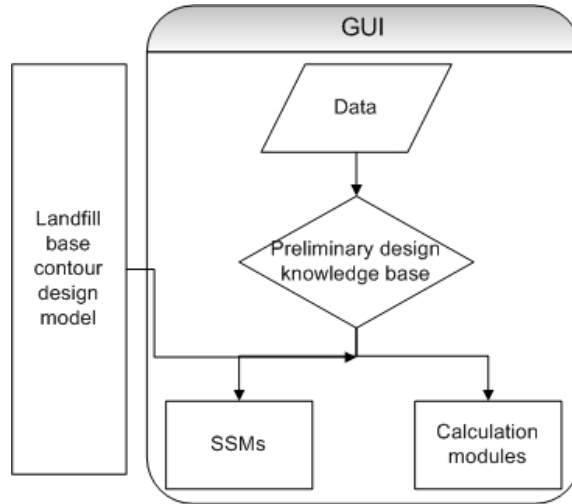 GUI
Data
Landfill
base
contour
design
model
Preliminary design
knowledge base
SSMs
Calculation
modules